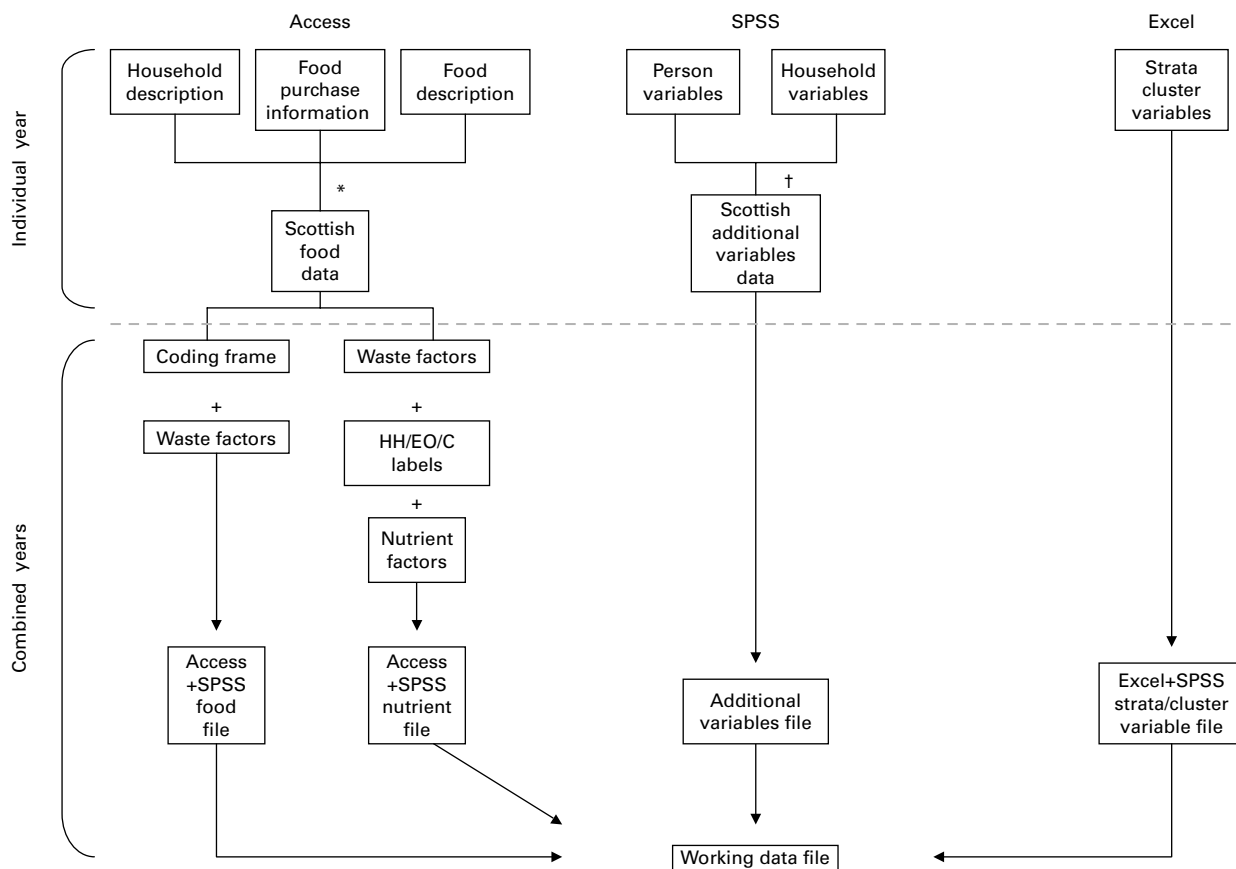 Access
SPSS
Excel
Individual year
Household
description
Food
purchase
information
Food
description
Person
variables
Household
variables
Strata
cluster
variables
*
†
Scottish
food
data
Scottish
additional
variables
data
Combined years
Coding frame
+
Waste factors
Waste factors
+
HH/EO/C
labels
+
Nutrient
factors
Access
+SPSS
food
file
Access
+SPSS
nutrient
file
Additional
variables file
Excel+SPSS
strata/cluster
variable file
Working data file